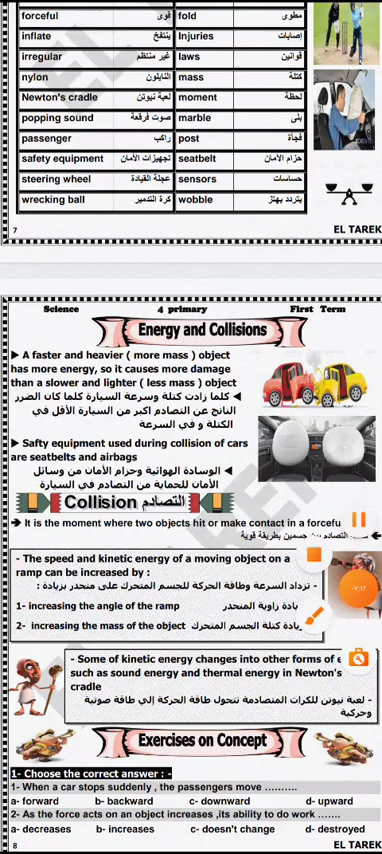 forceful قوى fold مطوى
inflate ينتفخ Injuries إصابات
irregular غير منتظم laws قوانين
nylon النايلون mass كتلة
Newton's cradle لعبة نيوتن moment لحظة
popping sound صوت فرقعة marble بلى
passenger راكب post فجأة
safety equipment تجهيزات الأمان seatbelt حزام الأمان
steering wheel عجلة القيادة sensors حساسات
wrecking ball كرة التدمير wobble يتردد يهتز
7 EL TAREK
Science 4 primary First Term
Energy and Collisions
A faster and heavier ( more mass ) object
has more energy, so it causes more damage
than a slower and lighter ( less mass ) object
كلما زادت كتلة وسرعة السيارة كلما كان الضرر
الناتج عن التصادم اكبر من السيارة الأقل في
الكتلة و في السرعة
Safty equipment used during collision of cars
are seatbelts and airbags
الوسادة الهوائية وحزام الأمان من وسائل
الأمان للحماية من التصادم في السيارة
Collision التصادم
It is the moment where two objects hit or make contact in a forcefu
التصادم جسمين بطريقة قوية
- The speed and kinetic energy of a moving object on a
ramp can be increased by :
- تزداد السرعة وطاقة الحركة للجسم المتحرك على منحدر بزيادة :
1- increasing the angle of the ramp يادة زاوية المنحدر
2- increasing the mass of the object يادة كتلة الجسم المتحرك
٠٧:١٢
- Some of kinetic energy changes into other forms of e
such as sound energy and thermal energy in Newton's
cradle
- لعبة نيوتن للكرات المتصادمة تتحول طاقة الحركة إلي طاقة صوتية
وحركية
Exercises on Concept
1- Choose the correct answer : -
1- When a car stops suddenly , the passengers move ..........
a- forward b- backward c- downward d- upward
2- As the force acts on an object increases ,its ability to do work .......
a- decreases b- increases c- doesn't change d- destroyed
8 EL TAREK